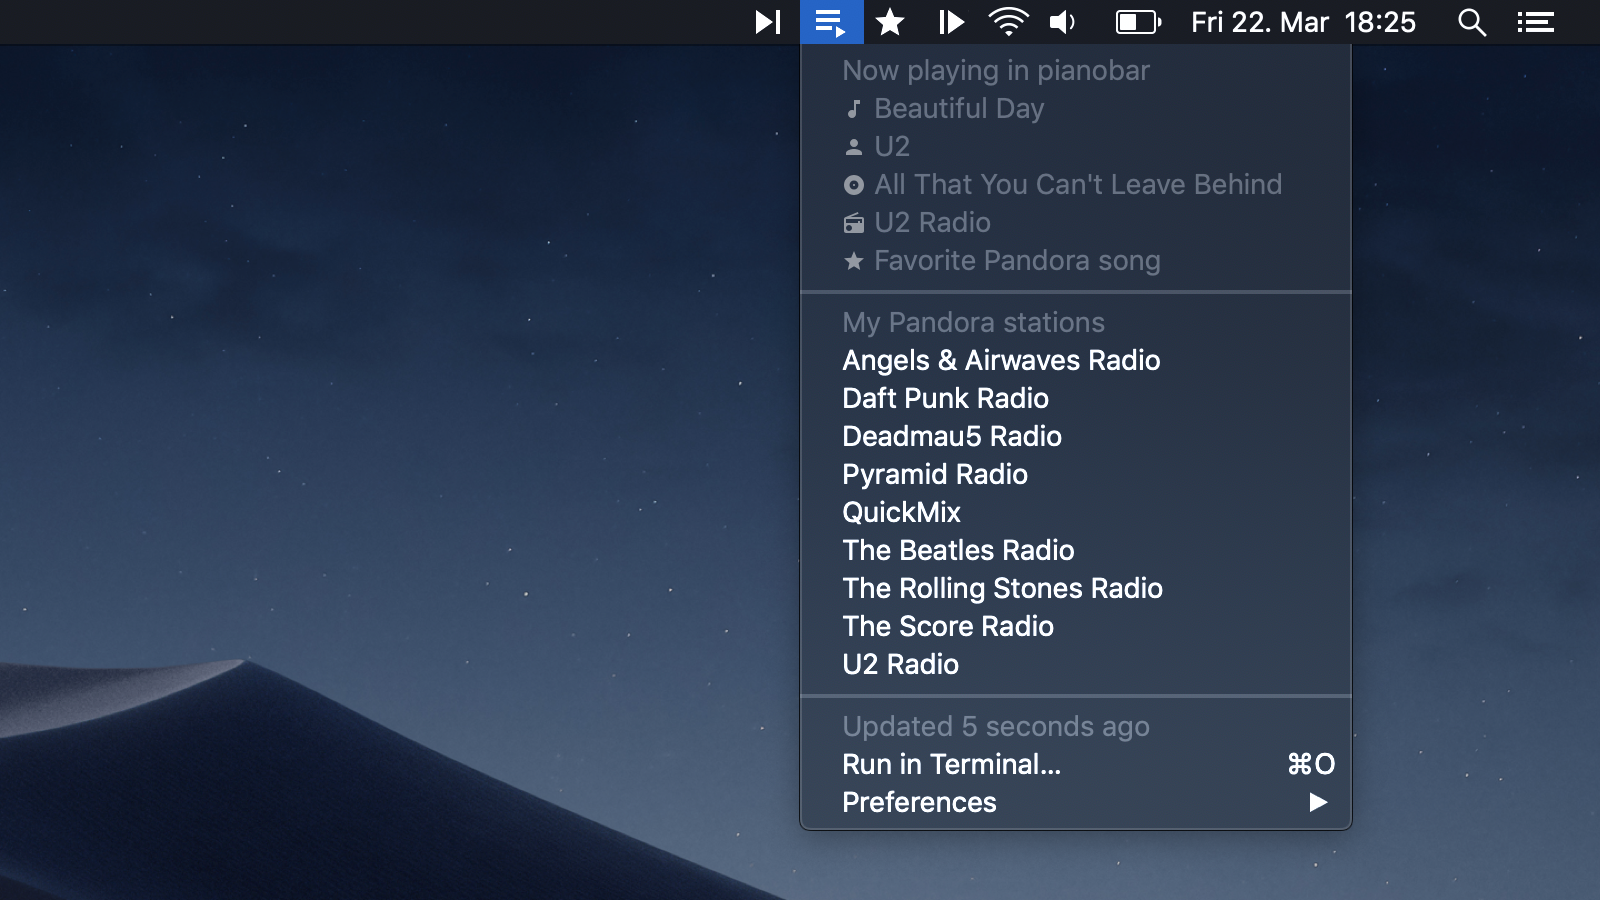 Fri 22. Mar 18:25
Now playing in pianobar
Beautiful Day
U2
All That You Can't Leave Behind
U2 Radio
Favorite Pandora song
My Pandora stations
Angels & Airwaves Radio
Daft Punk Radio
Deadmau5 Radio
Pyramid Radio
QuickMix
The Beatles Radio
The Rolling Stones Radio
The Score Radio
U2 Radio
Updated 5 seconds ago
Run in Terminal... ⌘O
Preferences